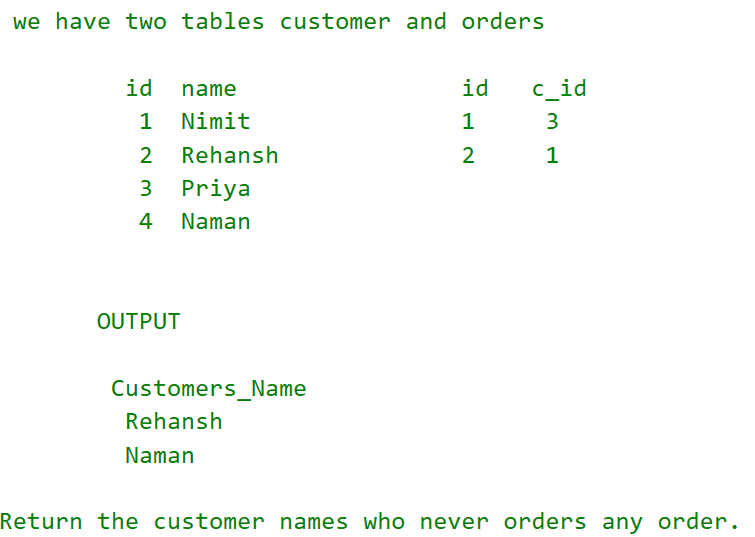 we have two tables customer and orders
id name id c_id
1 Nimit 1 3
2 Rehansh 2 1
3 Priya
4 Naman
OUTPUT
Customers_Name
Rehansh
Naman
Return the customer names who never orders any order.